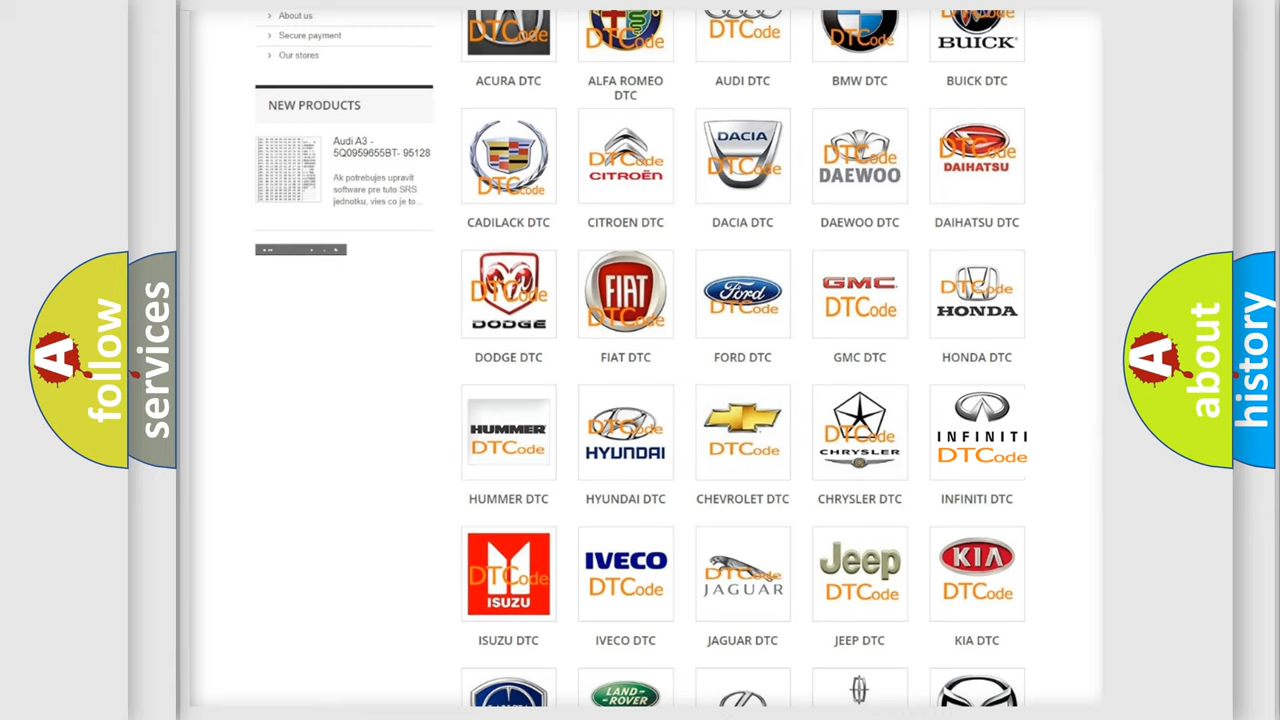 About us
Secure payment
Our stores
NEW PRODUCTS
Audi A3 -
5Q0959655BT- 95128
Ak potrebujes upravit
software pre tuto SRS
jednotku, vies co je to...
DTCode
DTCode
DTCode
DTCode
BUICK
ACURA DTC
ALFA ROMEO
DTC
AUDI DTC
BMW DTC
BUICK DTC
DTCode
DTCode
CITROËN
DACIA
DTCode
DTCode
DAEWOO
DTCode
DAIHATSU
CADILACK DTC
CITROEN DTC
DACIA DTC
DAEWOO DTC
DAIHATSU DTC
DTCode
DODGE
FIAT
DTCode
Ford
DTCode
GMC
DTCode
DTCode
HONDA
DODGE DTC
FIAT DTC
FORD DTC
GMC DTC
HONDA DTC
HUMMER
DTCode
DTCode
HYUNDAI
DTCode
DTCode
CHRYSLER
INFINITI
DTCode
HUMMER DTC
HYUNDAI DTC
CHEVROLET DTC
CHRYSLER DTC
INFINITI DTC
DTCode
ISUZU
IVECO
DTCode
DTCode
JAGUAR
Jeep
DTCode
KIA
DTCode
ISUZU DTC
IVECO DTC
JAGUAR DTC
JEEP DTC
KIA DTC
LAND-
ROVER
A follow
services
A about
history